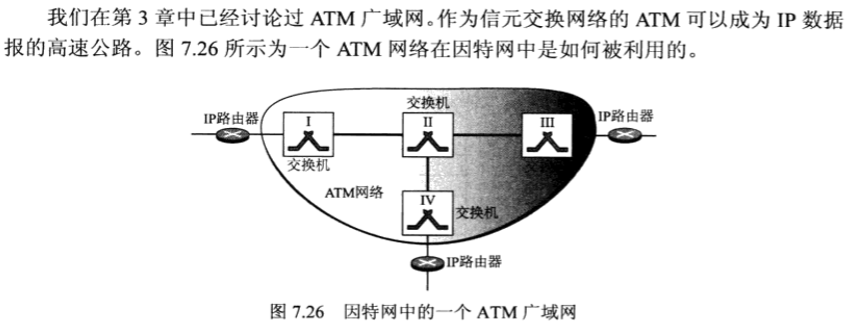 我们在第 3 章中已经讨论过 ATM 广域网。作为信元交换网络的 ATM 可以成为 IP 数据
报的高速公路。图 7.26 所示为一个 ATM 网络在因特网中是如何被利用的。
交换机
IP路由器
I
II
III
IP路由器
交换机
ATM网络
IV
交换机
IP路由器
图 7.26 因特网中的一个 ATM 广域网